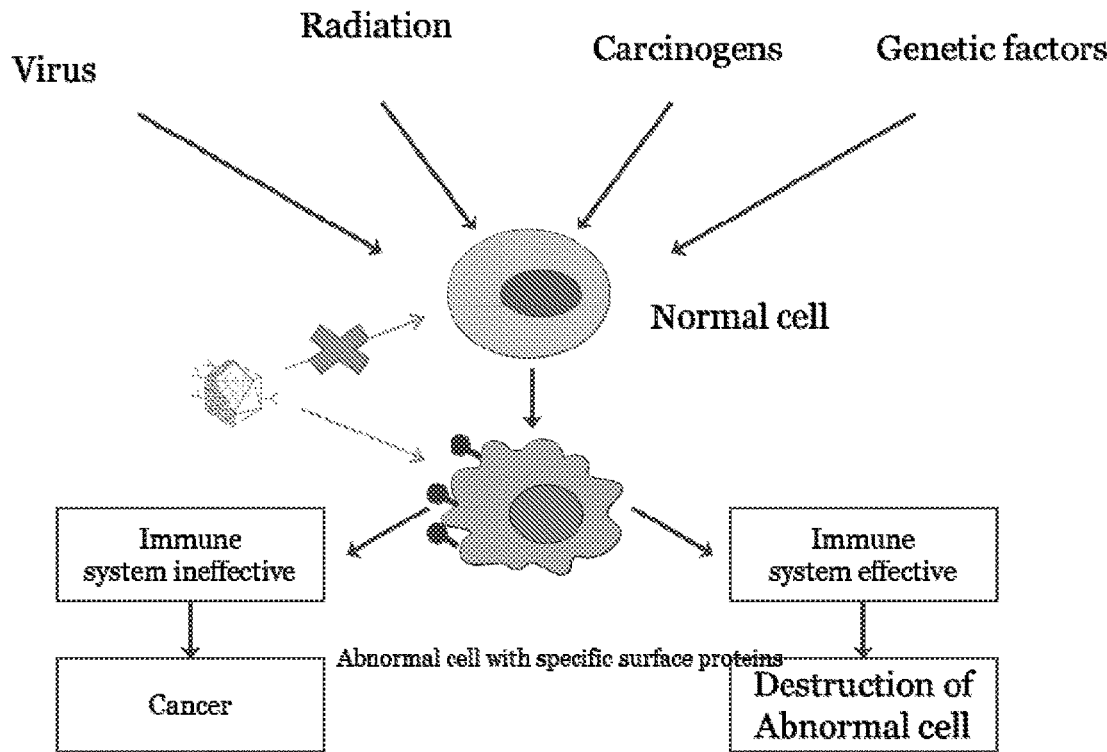 Virus
Radiation
Carcinogens
Genetic factors
Normal cell
Immune
system ineffective
Immune
system effective
Abnormal cell with specific surface proteins
Cancer
Destruction of
Abnormal cell